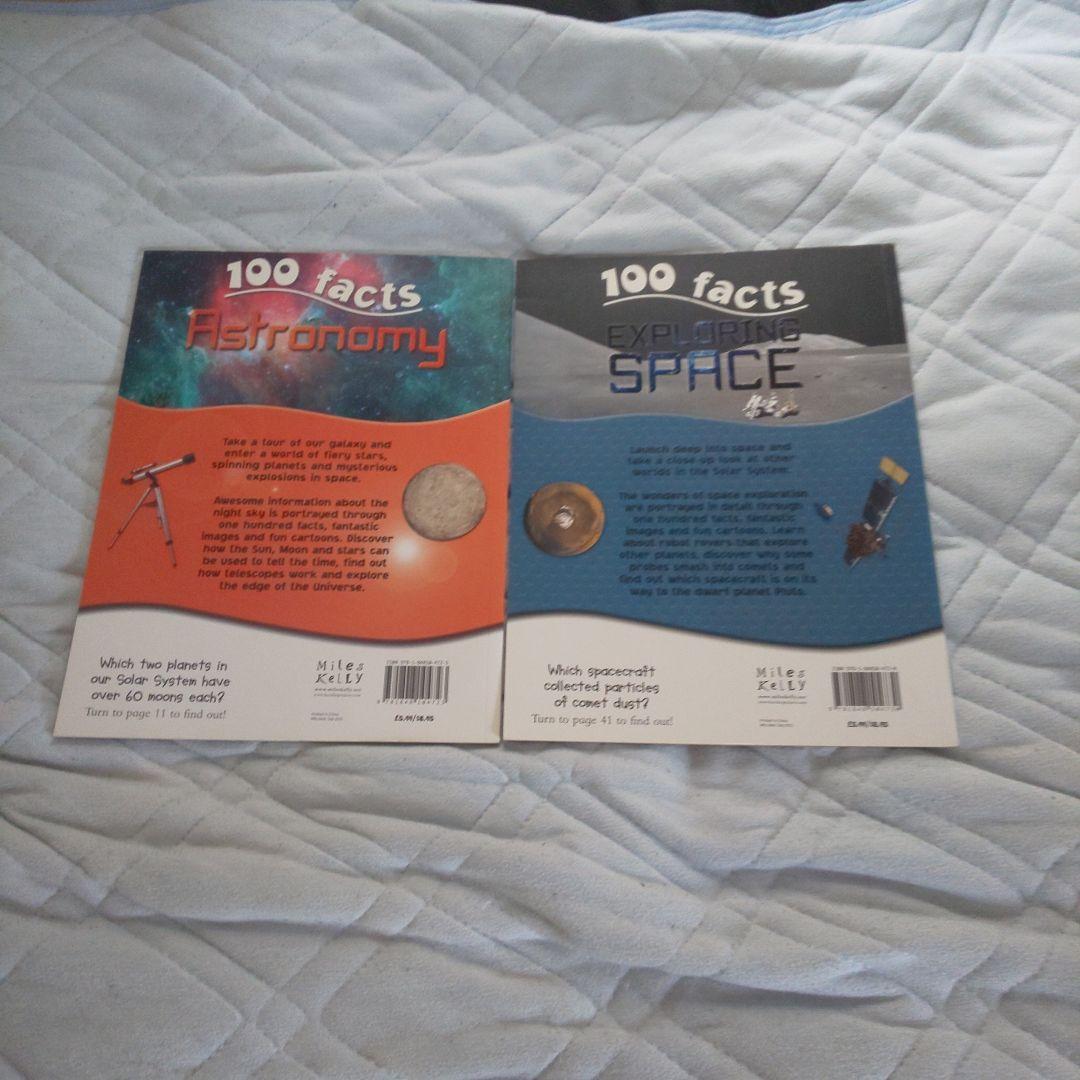 100 facts
Astronomy
Take a tour of our galaxy and
enter a world of fiery stars,
spinning planets and mysterious
explosions in space.
Awesome information about the
night sky is portrayed through
one hundred facts, fantastic
images and fun cartoons. Discover
how the Sun, Moon and stars can
be used to tell the time, find out
how telescopes work and explore
the edge of the Universe.
Which two planets in
our Solar System have
over 60 moons each?
Turn to page 11 to find out!
Miles
Kelly
£5.99/$8.95
100 facts
EXPLORING
SPACE
Launch deep into space and
take a close-up look at other
worlds in the Solar System.
The wonders of space exploration
are portrayed in detail through
one hundred facts, fantastic
images and fun cartoons. Learn
about robot rovers that explore
other planets, discover why some
probes smash into comets and
find out which spacecraft is on its
way to the dwarf planet Pluto.
Which spacecraft
collected particles
of comet dust?
Turn to page 41 to find out!
Miles
Kelly
£5.99/$8.95